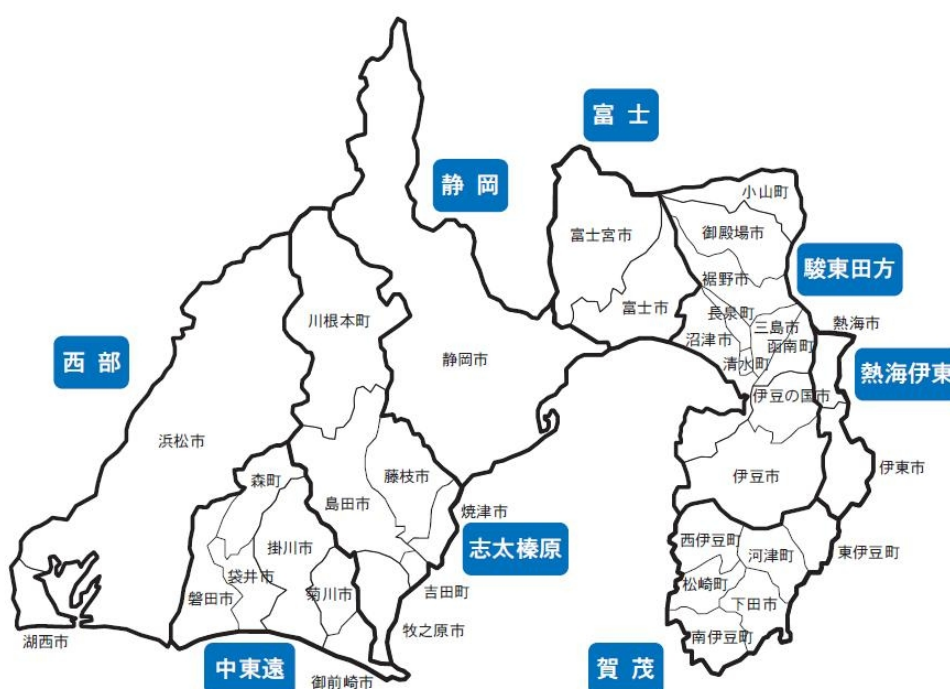 富士
静岡
小山町
富士宮市
御殿場市
駿東田方
裾野市
長泉町
富士市
川根本町
三島市
熱海市
沼津市
函南町
西部
静岡市
清水町
熱海伊東
伊豆の国市
浜松市
伊東市
森町
藤枝市
伊豆市
島田市
焼津市
志太榛原
掛川市
西伊豆町
河津町
東伊豆町
袋井市
磐田市
菊川市
吉田町
松崎町
下田市
牧之原市
南伊豆町
湖西市
中東遠
御前崎市
賀茂